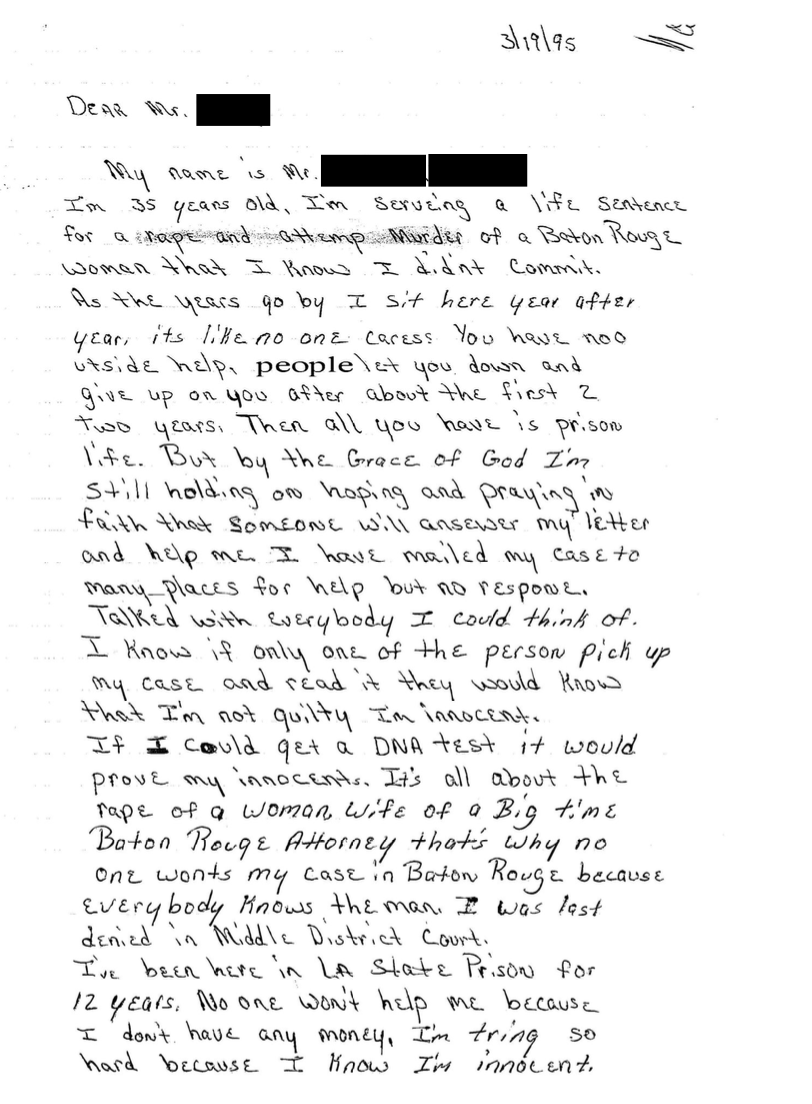 3/19/95
DEAR Mr.
My name is Mr.
I'm 35 years old, I'm serveing a life sentence
for a rape and attemp Murder of a Baton Rouge
woman that I Know I didnt commit.
As the years go by I sit here year after
year, its like no one caress You have noo
utside help, people let you down and
give up on you after about the first 2
two years. Then all you have is prison
life. But by the Grace of God I'm
still holding on hoping and praying in
faith that someone will ansewer my letter
and help me. I have mailed my case to
many places for help but no respone.
Talked with everybody I could think of.
I Know if only one of the person pick up
my case and read it they would Know
that I'm not guilty Im innocent.
If I could get a DNA test it would
prove my innocents. It's all about the
rape of a woman, wife of a Big time
Baton Rouge Attorney that's why no
one wonts my case in Baton Rouge because
everybody Knows the man. I was last
denied in Middle District Court.
I've been here in LA State Prison for
12 years. No one won't help me because
I don't have any money, I'm tring so
hard because I Know I'm innocent.